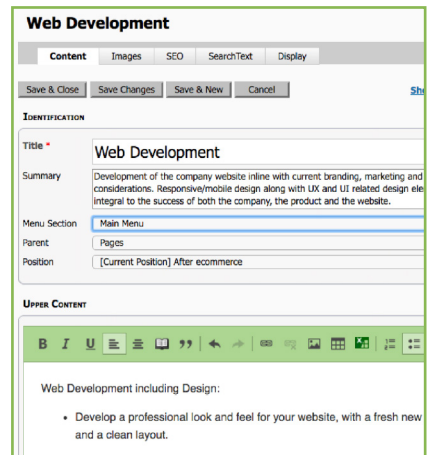 Web Development
Content Images SEO SearchText Display
Save & Close Save Changes Save & New Cancel Sho
IDENTIFICATION
Title * Web Development
Summary Development of the company website inline with current branding, marketing and
considerations. Responsive/mobile design along with UX and UI related design ele
integral to the success of both the company, the product and the website.
Menu Section Main Menu
Parent Pages
Position [Current Position] After ecommerce
UPPER CONTENT
B I U
Web Development including Design:
• Develop a professional look and feel for your website, with a fresh new
and a clean layout.